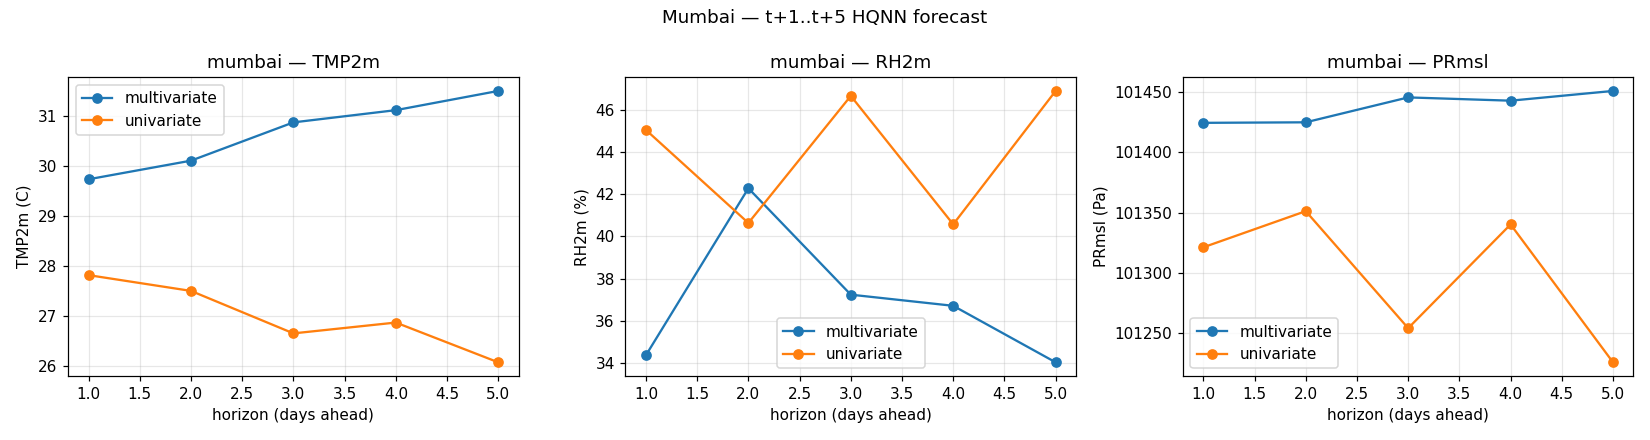 Mumbai — t+1..t+5 HQNN forecast
mumbai — TMP2m
multivariate
univariate
TMP2m (C)
31
30
29
28
27
26
1.0 1.5 2.0 2.5 3.0 3.5 4.0 4.5 5.0
horizon (days ahead)
mumbai — RH2m
RH2m (%)
46
44
42
40
38
36
34
multivariate
univariate
1.0 1.5 2.0 2.5 3.0 3.5 4.0 4.5 5.0
horizon (days ahead)
mumbai — PRmsl
PRmsl (Pa)
101450
101400
101350
101300
101250
multivariate
univariate
1.0 1.5 2.0 2.5 3.0 3.5 4.0 4.5 5.0
horizon (days ahead)